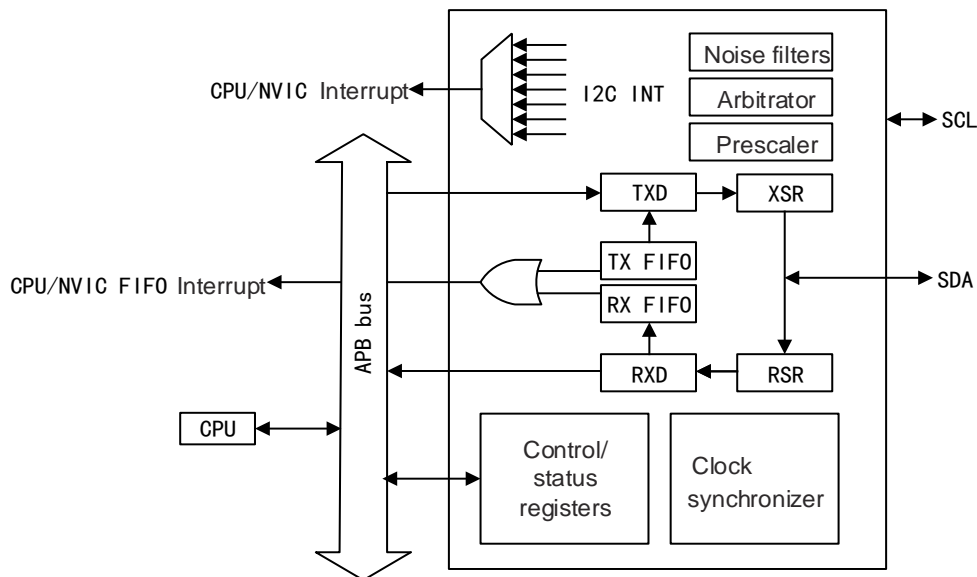 Noise filters
CPU/NVIC Interrupt
I2C INT
Arbitrator
SCL
Prescaler
TXD
XSR
TX FIFO
CPU/NVIC FIFO Interrupt
SDA
RX FIFO
APB bus
RXD
RSR
CPU
Control/
status
registers
Clock
synchronizer